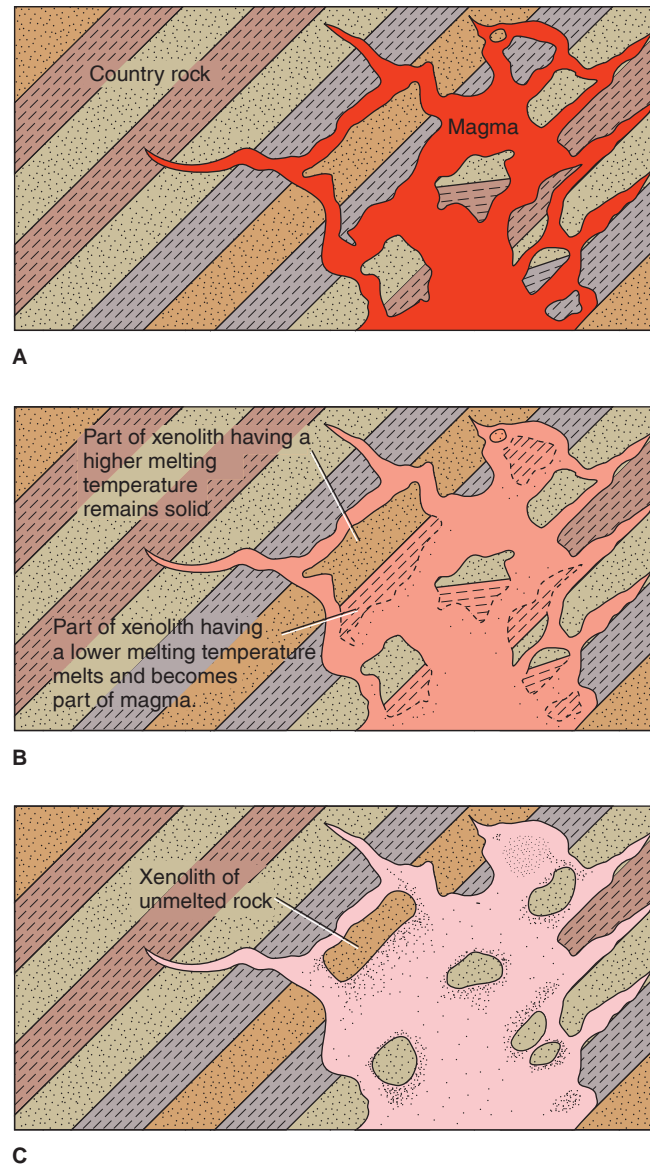 Country rock
Magma
A
Part of xenolith having a
higher melting
temperature
remains solid
Part of xenolith having
a lower melting temperature
melts and becomes
part of magma.
B
Xenolith of
unmelted rock
C